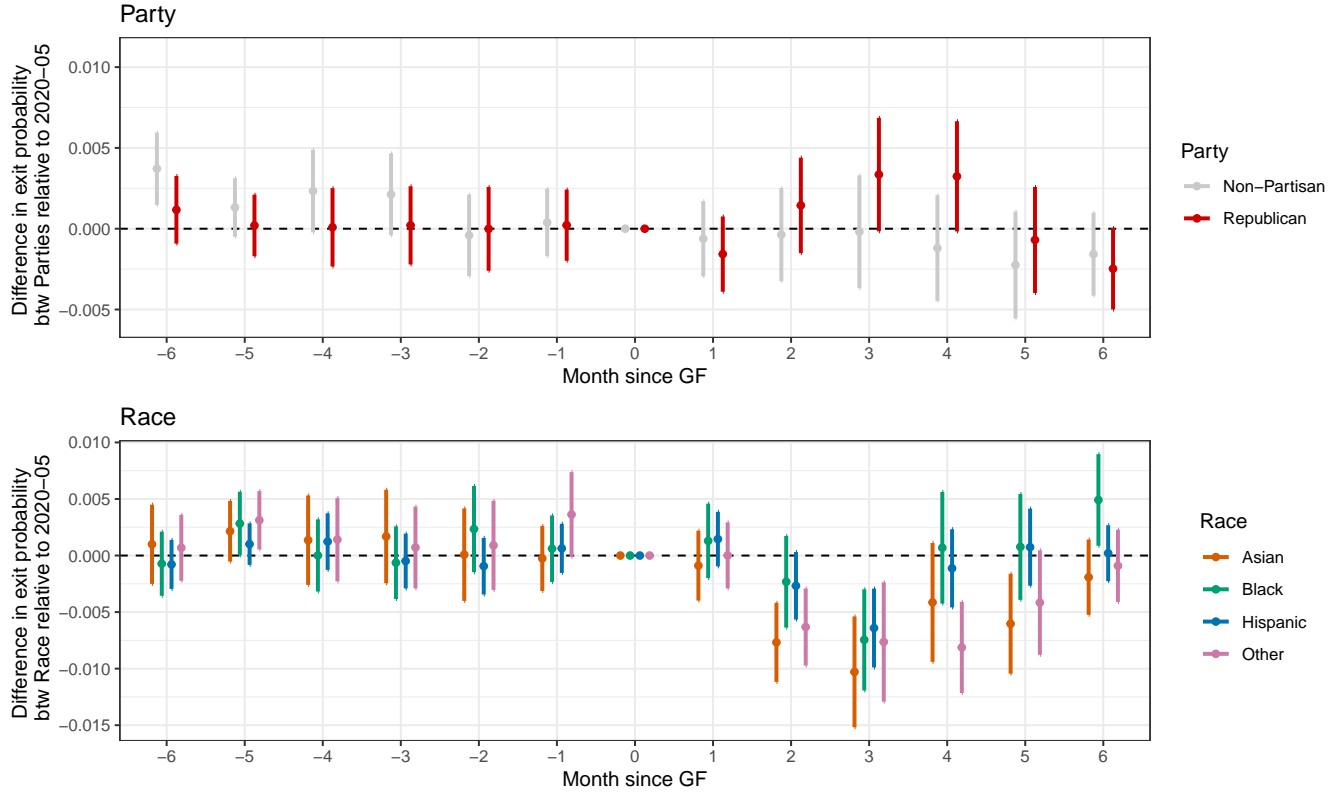 Party
Difference in exit probability
btw Parties relative to 2020−05
0.010
0.005
0.000
−0.005
−6 −5 −4 −3 −2 −1 0 1 2 3 4 5 6
Month since GF
Party
Non−Partisan
Republican
Race
Difference in exit probability
btw Race relative to 2020−05
0.010
0.005
0.000
−0.005
−0.010
−0.015
−6 −5 −4 −3 −2 −1 0 1 2 3 4 5 6
Month since GF
Race
Asian
Black
Hispanic
Other